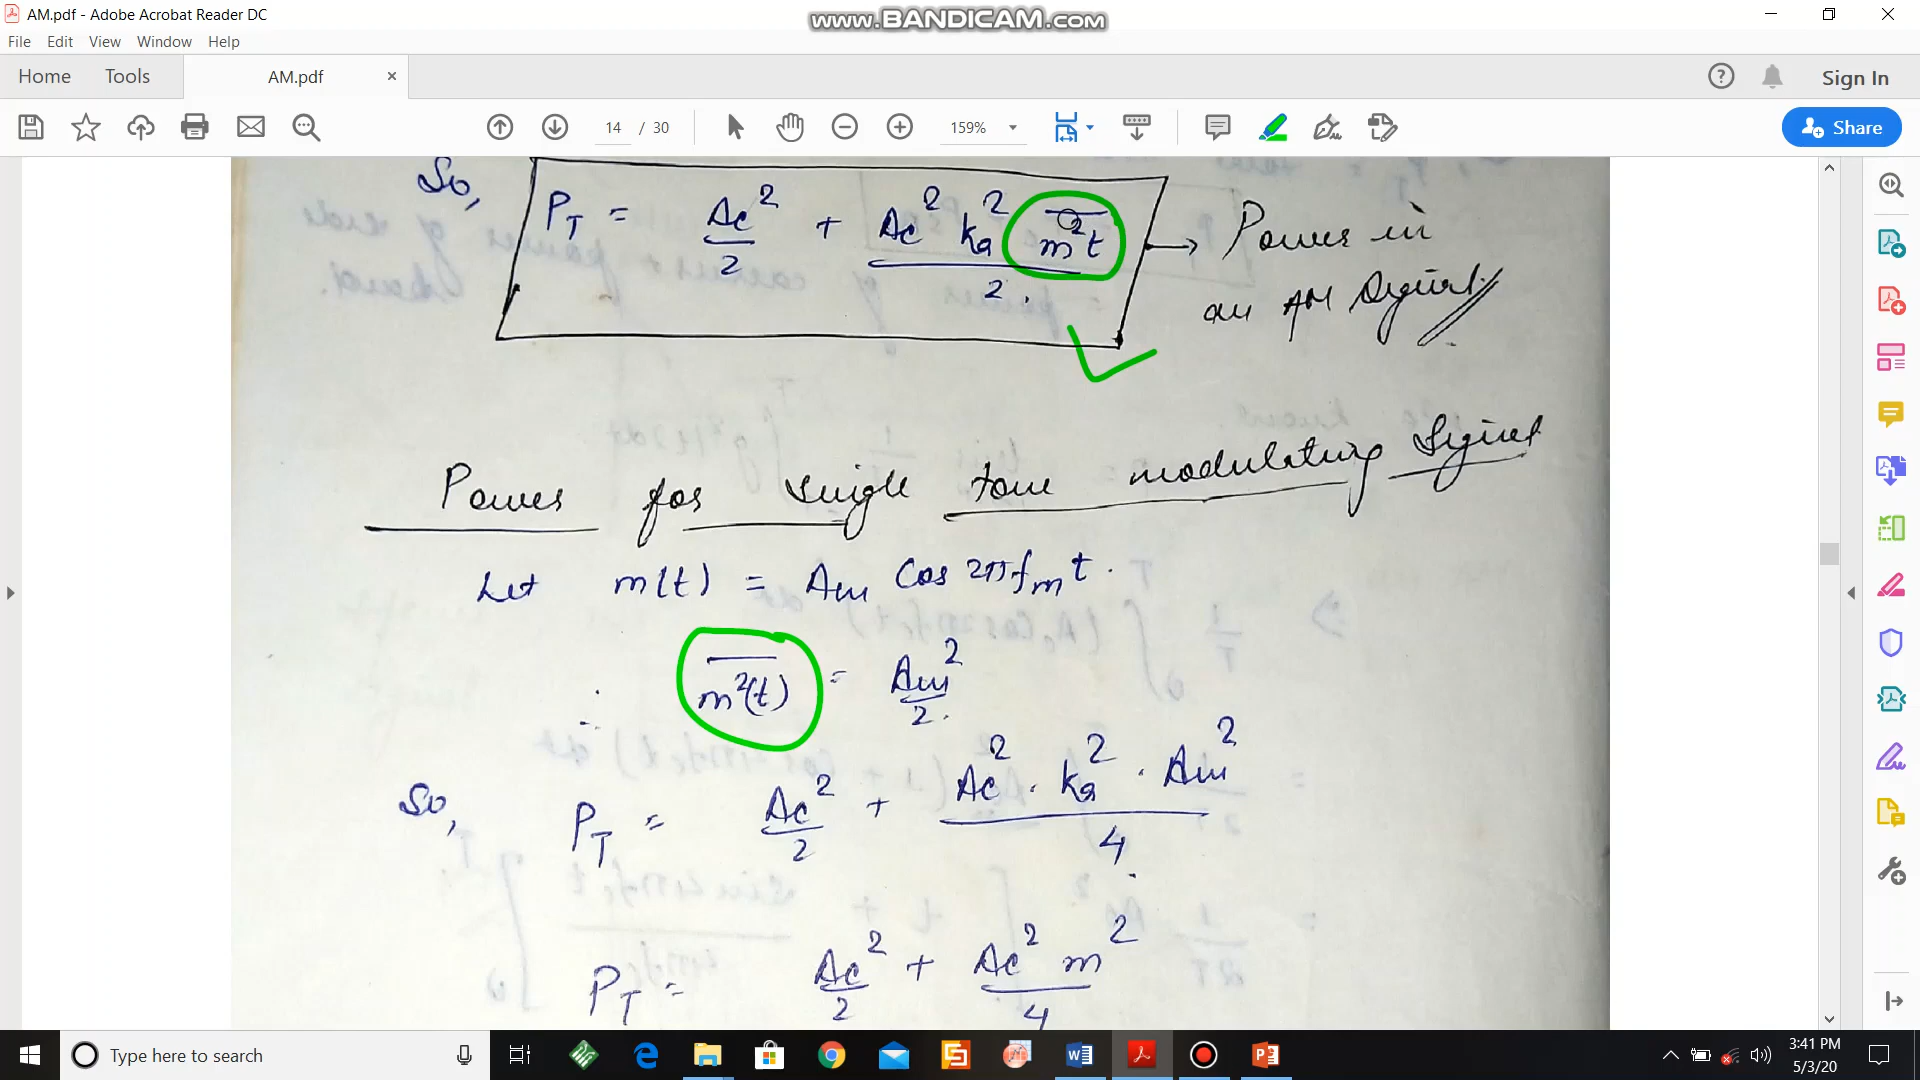 AM.pdf - Adobe Acrobat Reader DC
www.BANDICAM.com
File Edit View Window Help
Home Tools AM.pdf × Sign In
14 / 30 159% Share
So, P_T = Ac²/2 + Ac² ka² m²t/2. → Power in
an AM Signal.
Power for single tone modulating signal
Let m(t) = Am Cos 2πf_m t.
∴ m²(t) = Am²/2.
So, P_T = Ac²/2 + Ac² . ka² . Am²/4
P_T = Ac²/2 + Ac² m²/4
Type here to search
3:41 PM
5/3/20